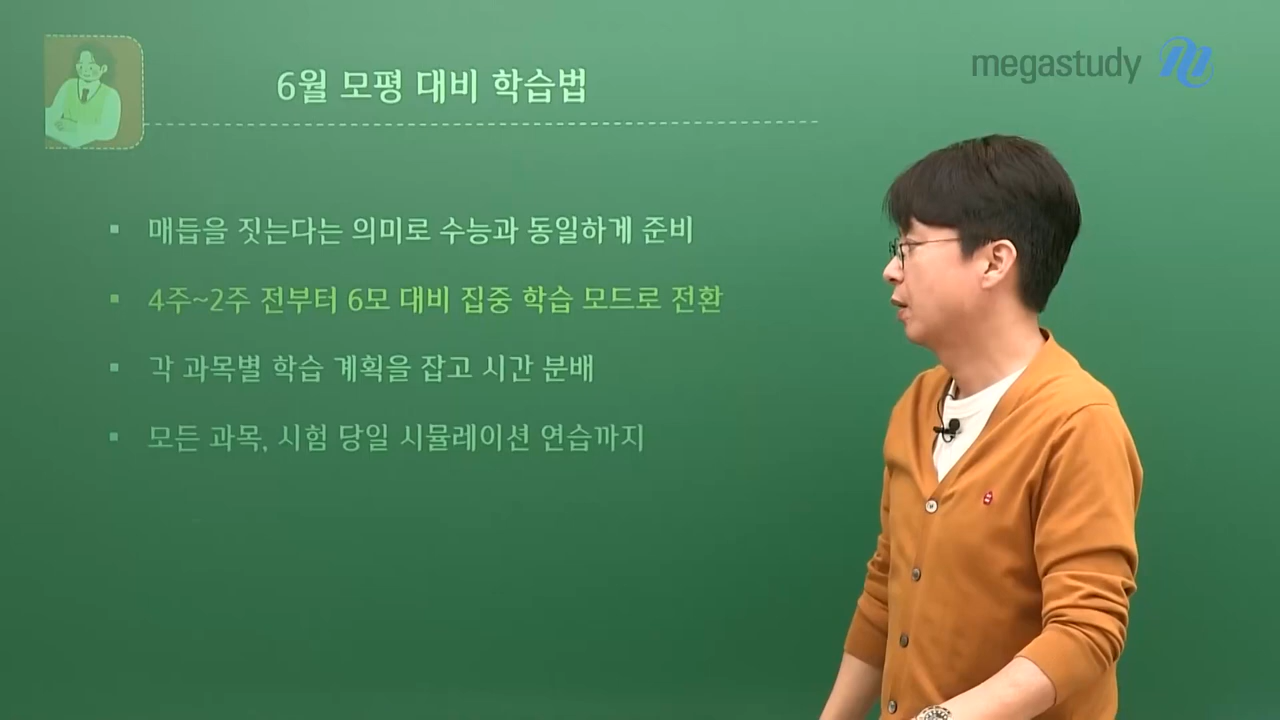 6월 모평 대비 학습법
megastudy
▪ 매듭을 짓는다는 의미로 수능과 동일하게 준비
▪ 4주~2주 전부터 6모 대비 집중 학습 모드로 전환
▪ 각 과목별 학습 계획을 잡고 시간 분배
▪ 모든 과목, 시험 당일 시뮬레이션 연습까지